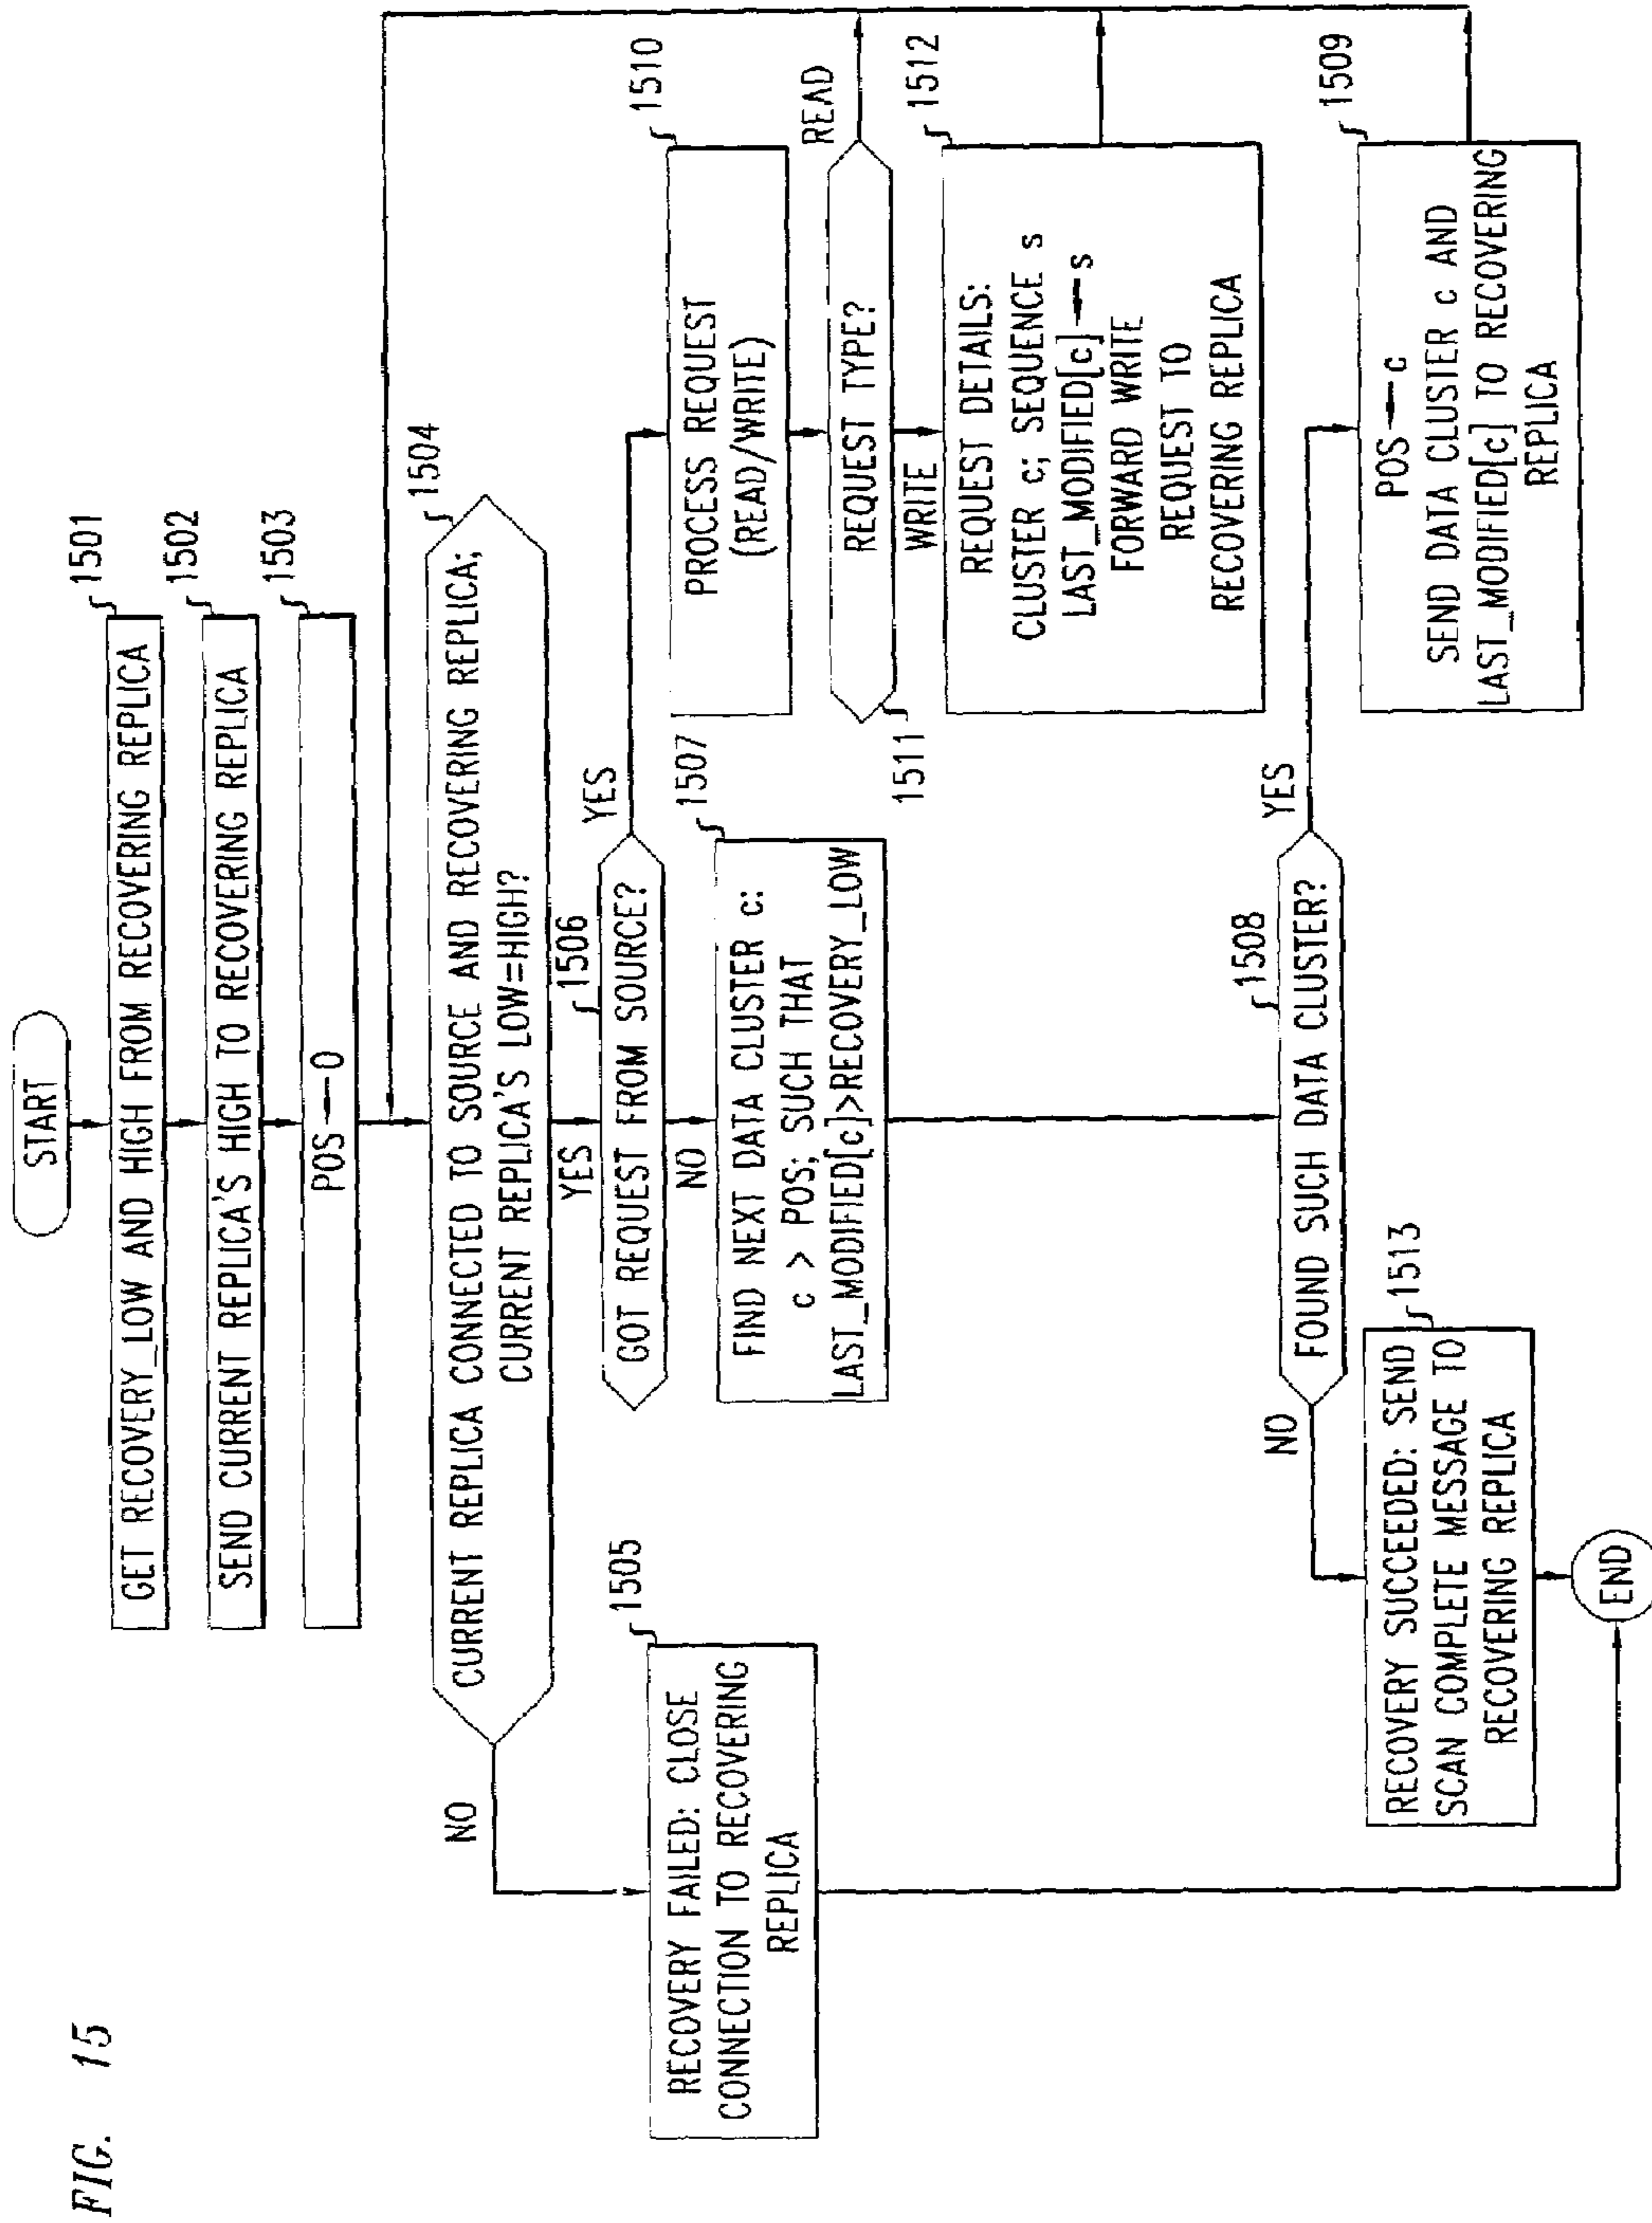 FIG. 15
START
1501
GET RECOVERY_LOW AND HIGH FROM RECOVERING REPLICA
1502
SEND CURRENT REPLICA'S HIGH TO RECOVERING REPLICA
1503
POS ← 0
1504
CURRENT REPLICA CONNECTED TO SOURCE AND RECOVERING REPLICA;
CURRENT REPLICA'S LOW=HIGH?
NO
YES
1505
RECOVERY FAILED: CLOSE
CONNECTION TO RECOVERING
REPLICA
1506
GOT REQUEST FROM SOURCE?
YES
NO
1507
FIND NEXT DATA CLUSTER c:
c > POS; SUCH THAT
LAST_MODIFIED[c]>RECOVERY_LOW
1510
PROCESS REQUEST
(READ/WRITE)
REQUEST TYPE?
READ
1511
WRITE
1512
REQUEST DETAILS:
CLUSTER c; SEQUENCE s
LAST_MODIFIED[c] ← s
FORWARD WRITE
REQUEST TO
RECOVERING REPLICA
1508
FOUND SUCH DATA CLUSTER?
NO
YES
1513
RECOVERY SUCCEEDED: SEND
SCAN COMPLETE MESSAGE TO
RECOVERING REPLICA
1509
POS ← c
SEND DATA CLUSTER c AND
LAST_MODIFIED[c] TO RECOVERING
REPLICA
END